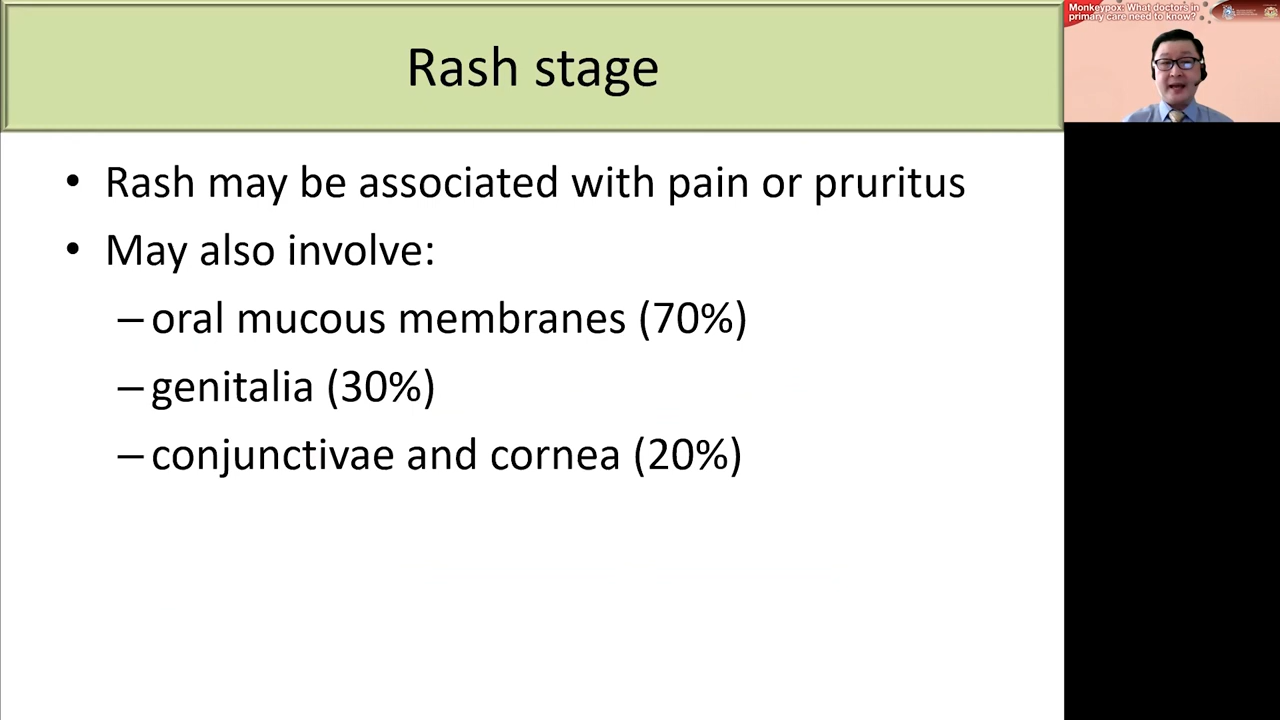 Rash stage
• Rash may be associated with pain or pruritus
• May also involve:
– oral mucous membranes (70%)
– genitalia (30%)
– conjunctivae and cornea (20%)
Monkeypox: What doctors in
primary care need to know?